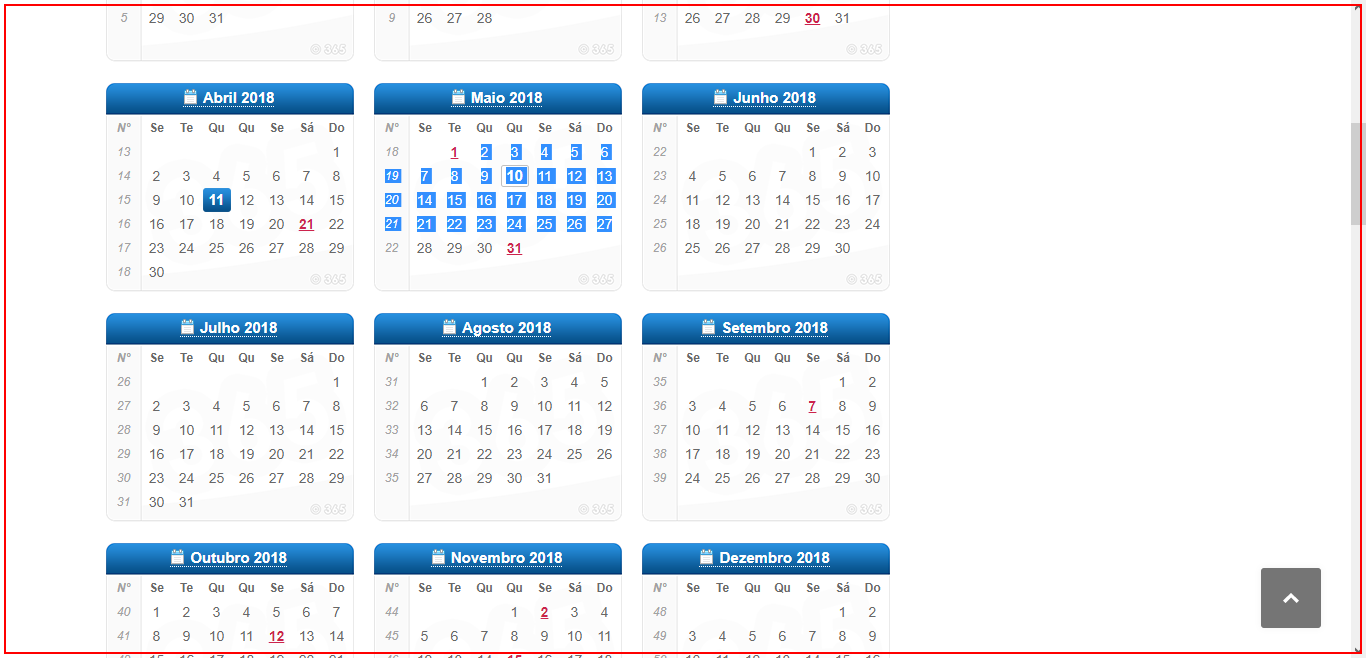 5 29 30 31
© 365
9 26 27 28
© 365
13 26 27 28 29 30 31
© 365
Abril 2018
Nº Se Te Qu Qu Se Sá Do
13 1
14 2 3 4 5 6 7 8
15 9 10 11 12 13 14 15
16 16 17 18 19 20 21 22
17 23 24 25 26 27 28 29
18 30
© 365
Maio 2018
Nº Se Te Qu Qu Se Sá Do
18 1 2 3 4 5 6
19 7 8 9 10 11 12 13
20 14 15 16 17 18 19 20
21 21 22 23 24 25 26 27
22 28 29 30 31
© 365
Junho 2018
Nº Se Te Qu Qu Se Sá Do
22 1 2 3
23 4 5 6 7 8 9 10
24 11 12 13 14 15 16 17
25 18 19 20 21 22 23 24
26 25 26 27 28 29 30
© 365
Julho 2018
Nº Se Te Qu Qu Se Sá Do
26 1
27 2 3 4 5 6 7 8
28 9 10 11 12 13 14 15
29 16 17 18 19 20 21 22
30 23 24 25 26 27 28 29
31 30 31
© 365
Agosto 2018
Nº Se Te Qu Qu Se Sá Do
31 1 2 3 4 5
32 6 7 8 9 10 11 12
33 13 14 15 16 17 18 19
34 20 21 22 23 24 25 26
35 27 28 29 30 31
© 365
Setembro 2018
Nº Se Te Qu Qu Se Sá Do
35 1 2
36 3 4 5 6 7 8 9
37 10 11 12 13 14 15 16
38 17 18 19 20 21 22 23
39 24 25 26 27 28 29 30
© 365
Outubro 2018
Nº Se Te Qu Qu Se Sá Do
40 1 2 3 4 5 6 7
41 8 9 10 11 12 13 14
Novembro 2018
Nº Se Te Qu Qu Se Sá Do
44 1 2 3 4
45 5 6 7 8 9 10 11
Dezembro 2018
Nº Se Te Qu Qu Se Sá Do
48 1 2
49 3 4 5 6 7 8 9